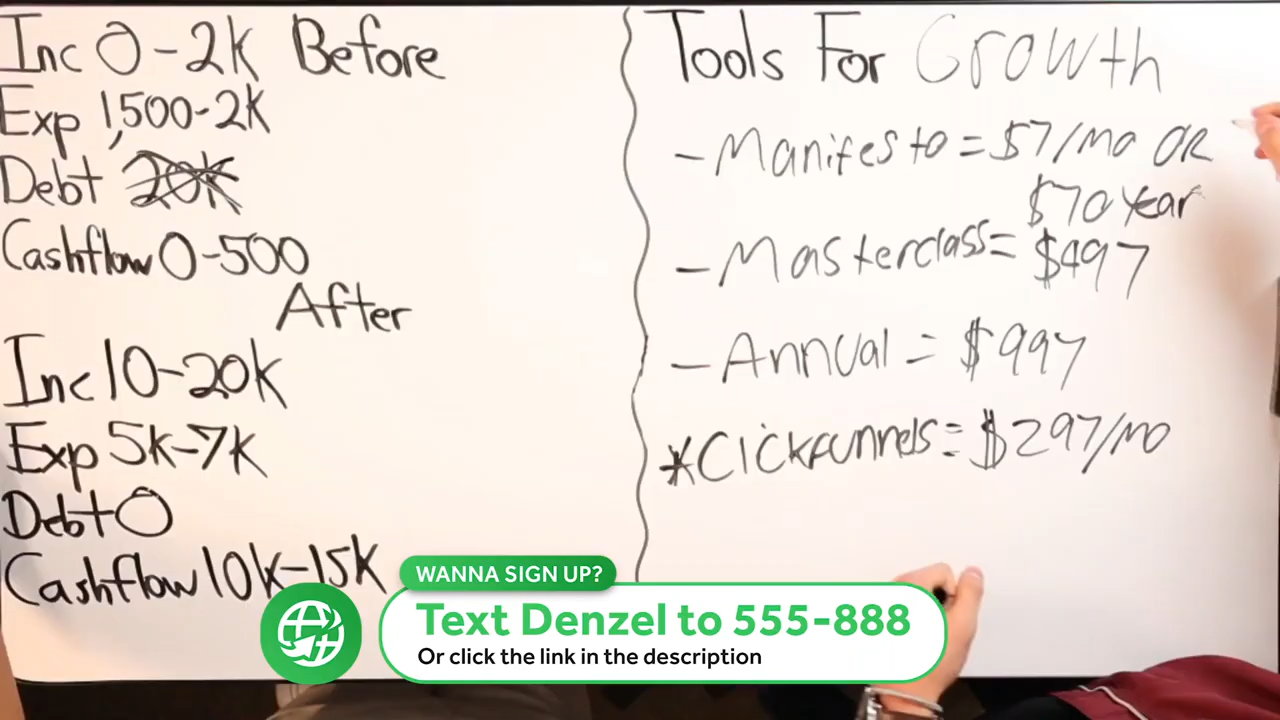 Inc 0-2k Before
Exp 1,500-2k
Debt 20k
Cashflow 0-500
After
Inc 10-20k
Exp 5k-7k
Debt 0
Cashflow 10k-15k
Tools For Growth
- Manifesto = $7/mo OR
$70 Year
- Masterclass = $497
- Annual = $997
*Clickfunnels = $297/mo
WANNA SIGN UP?
Text Denzel to 555-888
Or click the link in the description